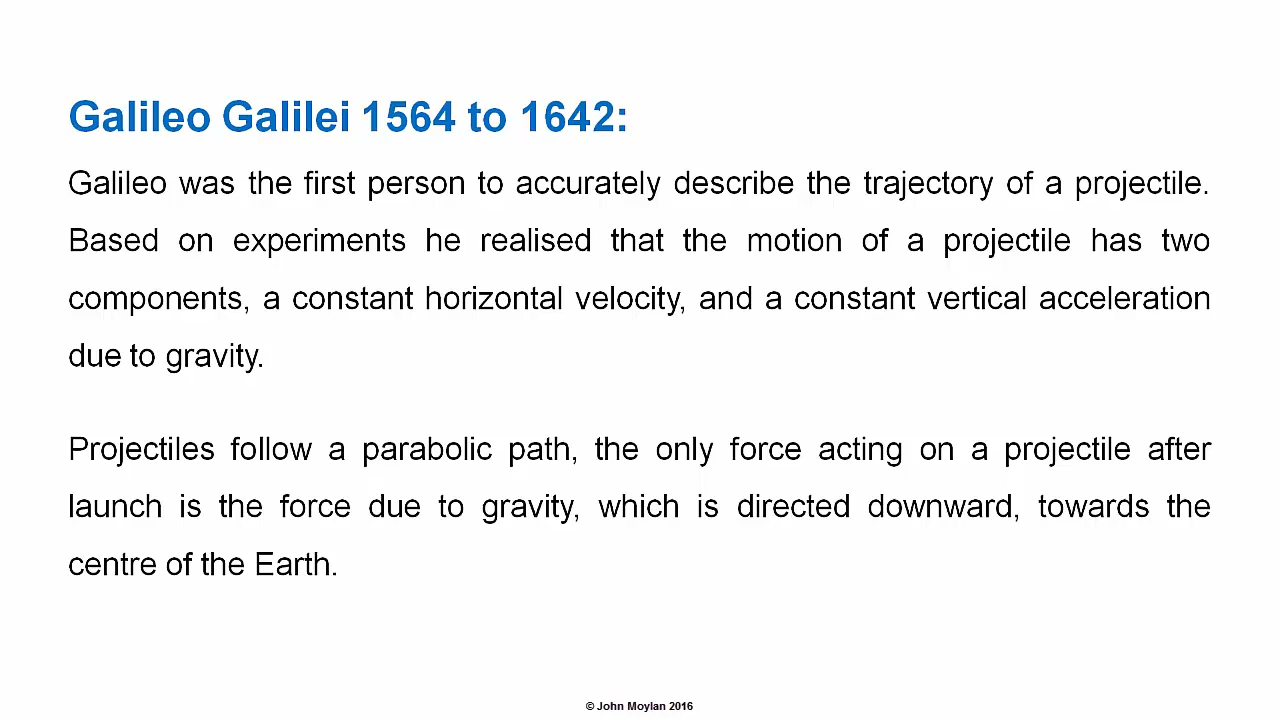 Galileo Galilei 1564 to 1642:
Galileo was the first person to accurately describe the trajectory of a projectile.
Based on experiments he realised that the motion of a projectile has two
components, a constant horizontal velocity, and a constant vertical acceleration
due to gravity.
Projectiles follow a parabolic path, the only force acting on a projectile after
launch is the force due to gravity, which is directed downward, towards the
centre of the Earth.
© John Moylan 2016